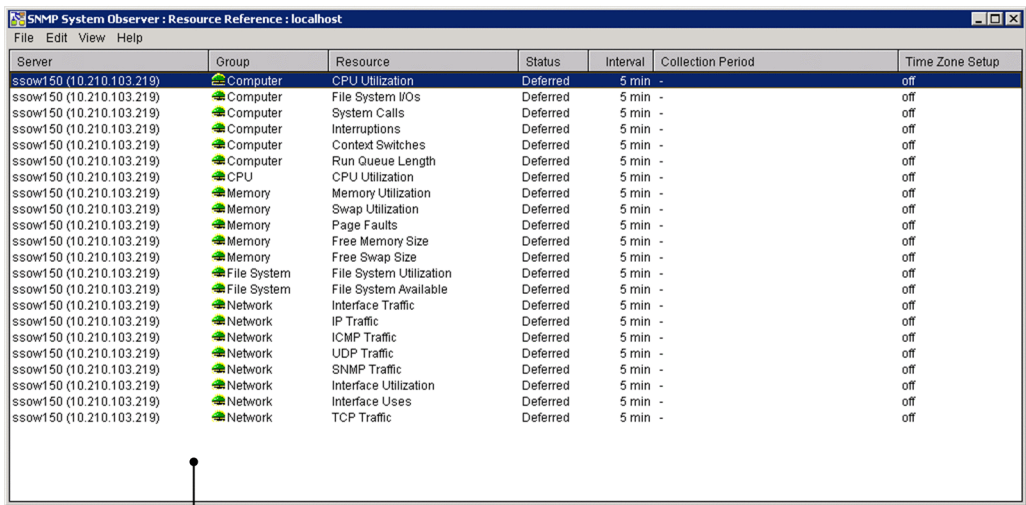 SNMP System Observer : Resource Reference : localhost
File Edit View Help
Server Group Resource Status Interval Collection Period Time Zone Setup
ssow150 (10.210.103.219) Computer CPU Utilization Deferred 5 min - off
ssow150 (10.210.103.219) Computer File System I/Os Deferred 5 min - off
ssow150 (10.210.103.219) Computer System Calls Deferred 5 min - off
ssow150 (10.210.103.219) Computer Interruptions Deferred 5 min - off
ssow150 (10.210.103.219) Computer Context Switches Deferred 5 min - off
ssow150 (10.210.103.219) Computer Run Queue Length Deferred 5 min - off
ssow150 (10.210.103.219) CPU CPU Utilization Deferred 5 min - off
ssow150 (10.210.103.219) Memory Memory Utilization Deferred 5 min - off
ssow150 (10.210.103.219) Memory Swap Utilization Deferred 5 min - off
ssow150 (10.210.103.219) Memory Page Faults Deferred 5 min - off
ssow150 (10.210.103.219) Memory Free Memory Size Deferred 5 min - off
ssow150 (10.210.103.219) Memory Free Swap Size Deferred 5 min - off
ssow150 (10.210.103.219) File System File System Utilization Deferred 5 min - off
ssow150 (10.210.103.219) File System File System Available Deferred 5 min - off
ssow150 (10.210.103.219) Network Interface Traffic Deferred 5 min - off
ssow150 (10.210.103.219) Network IP Traffic Deferred 5 min - off
ssow150 (10.210.103.219) Network ICMP Traffic Deferred 5 min - off
ssow150 (10.210.103.219) Network UDP Traffic Deferred 5 min - off
ssow150 (10.210.103.219) Network SNMP Traffic Deferred 5 min - off
ssow150 (10.210.103.219) Network Interface Utilization Deferred 5 min - off
ssow150 (10.210.103.219) Network Interface Uses Deferred 5 min - off
ssow150 (10.210.103.219) Network TCP Traffic Deferred 5 min - off